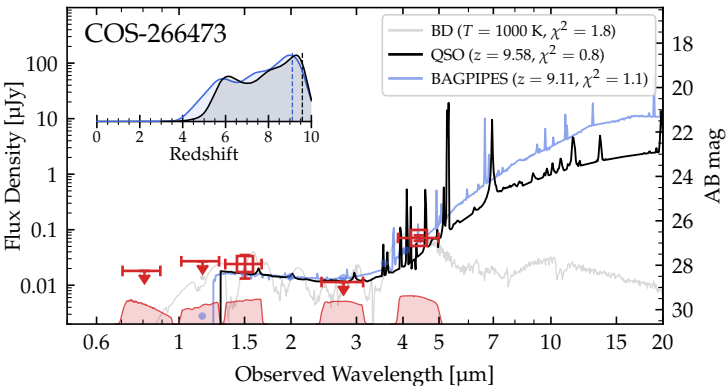 COS-266473
BD (T = 1000 K, χ² = 1.8)
QSO (z = 9.58, χ² = 0.8)
BAGPIPES (z = 9.11, χ² = 1.1)
100
10
1
0.1
0.01
Flux Density [µJy]
0 2 4 6 8 10
Redshift
18
20
22
24
26
28
30
AB mag
0.6 1 1.5 2 3 4 5 7 10 15 20
Observed Wavelength [µm]